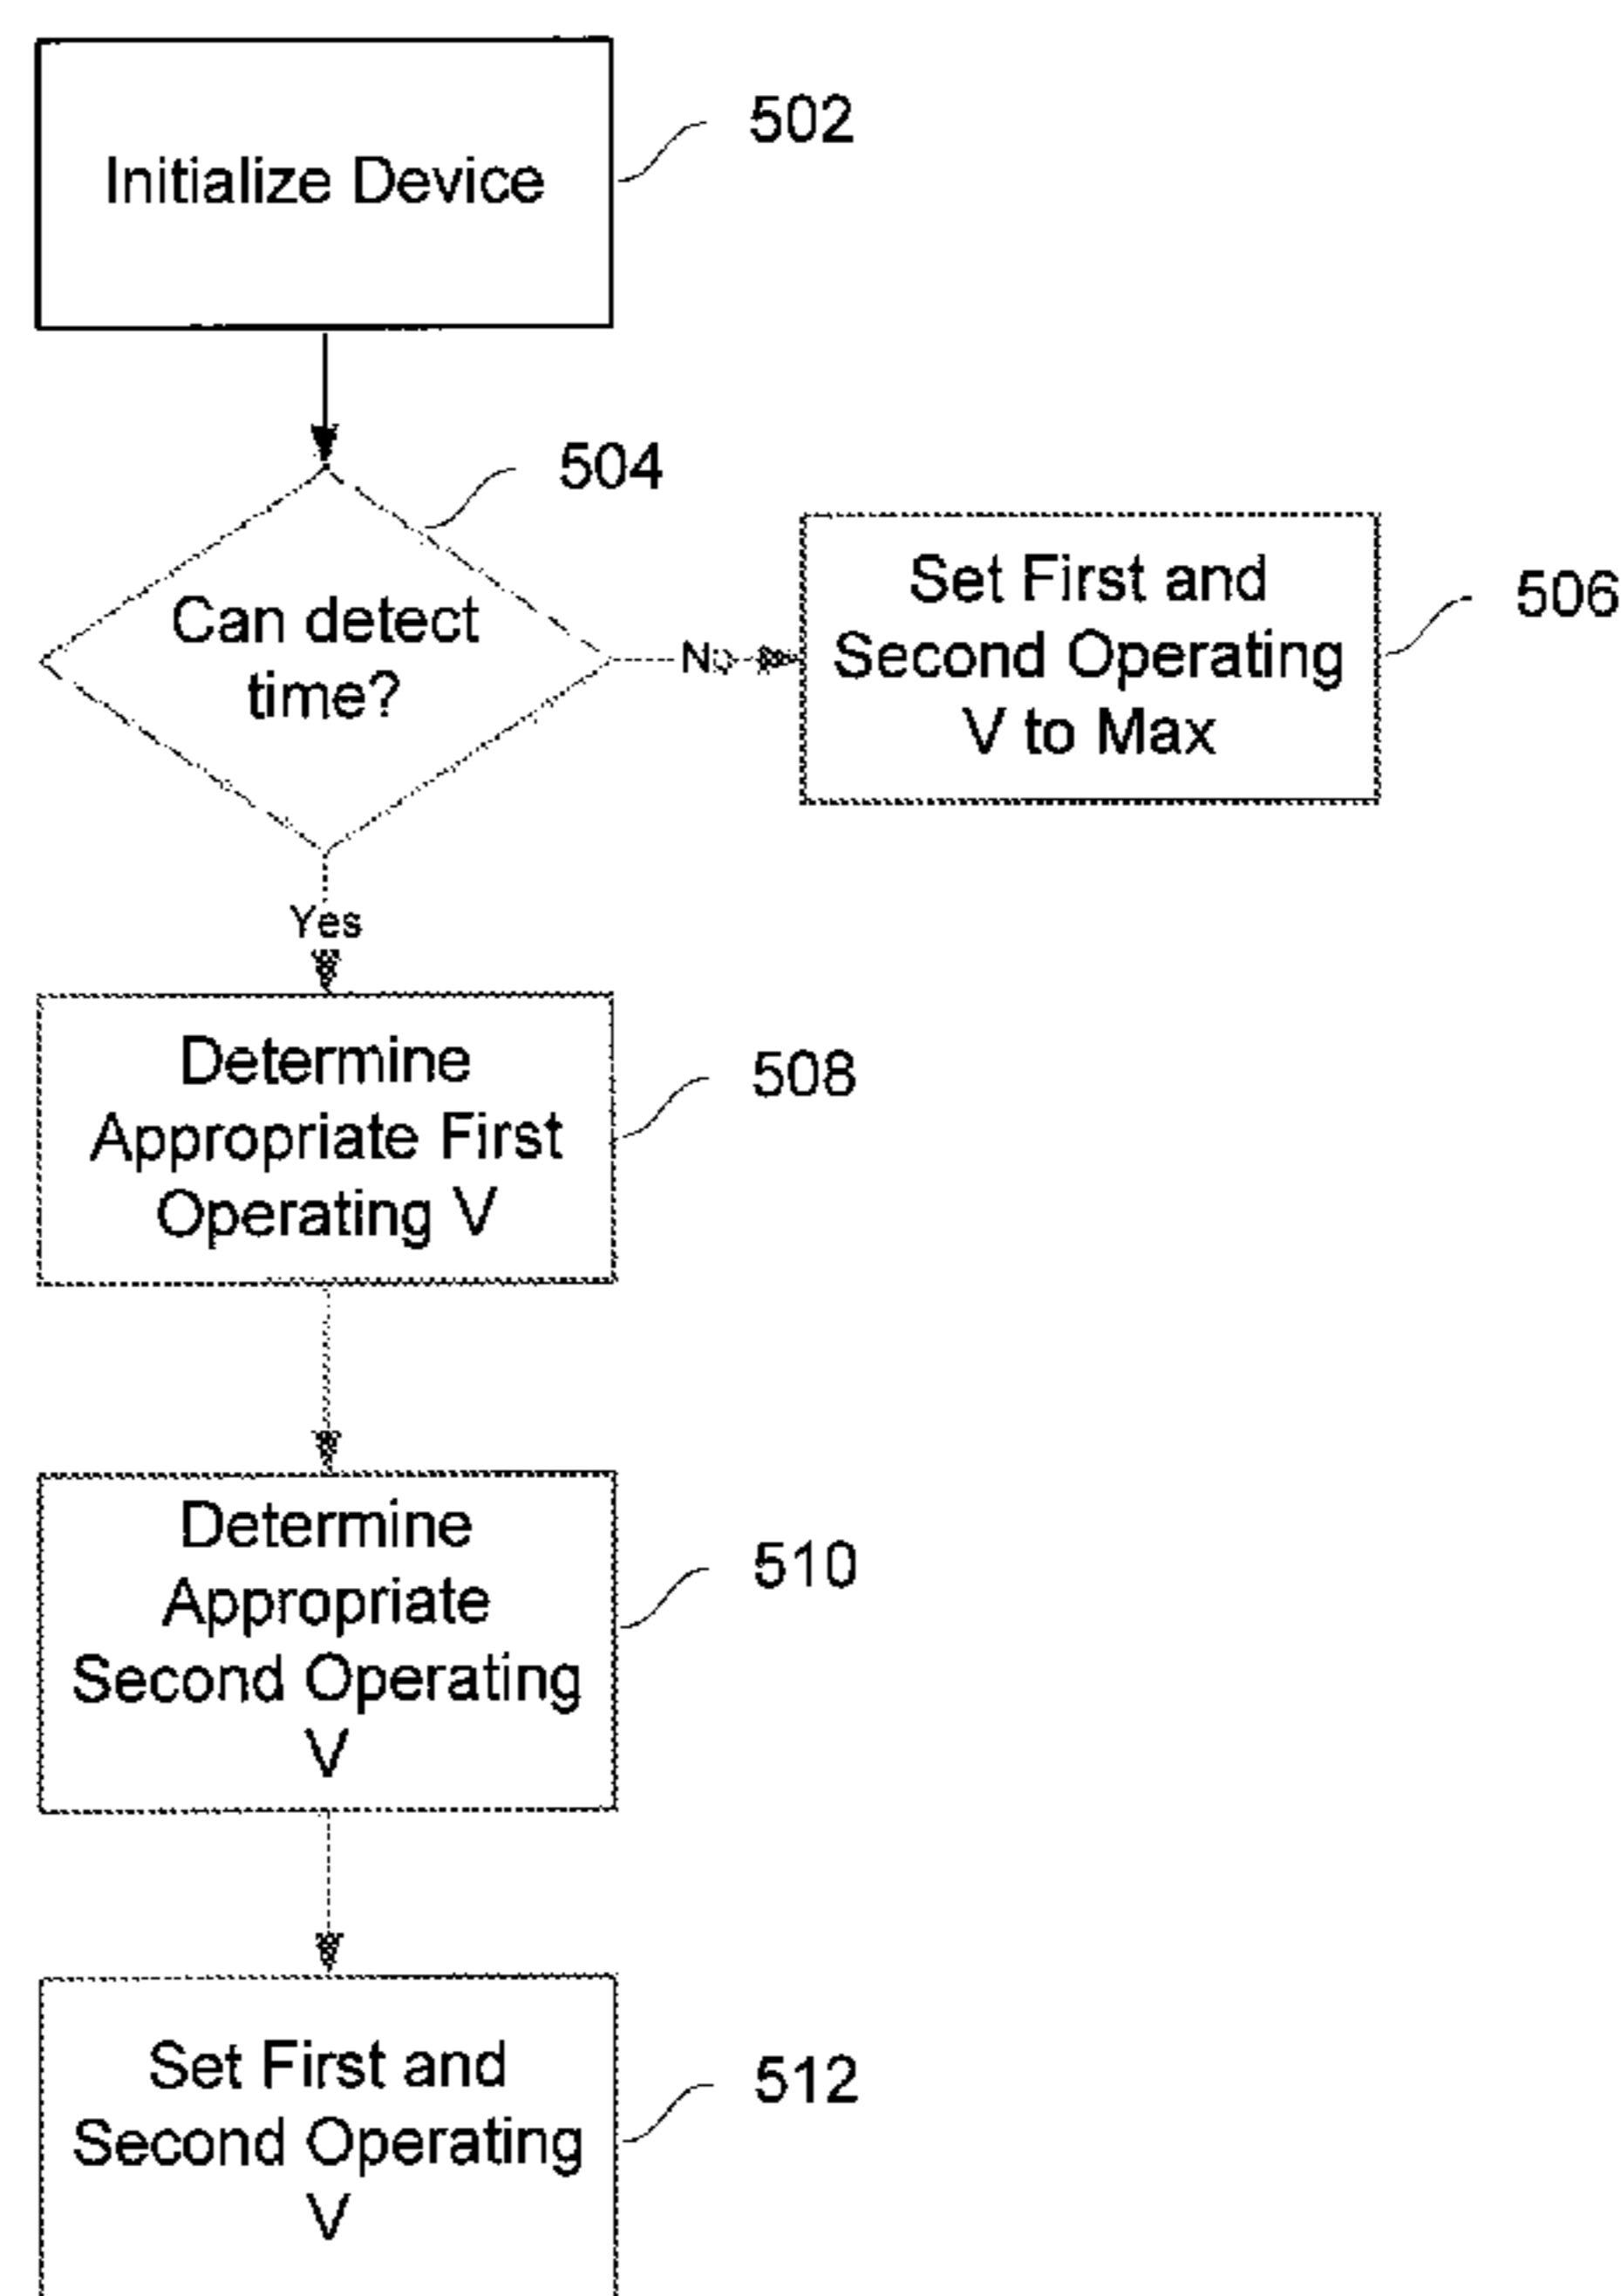 Initialize Device
502
504
Can detect
time?
No
Set First and
Second Operating
V to Max
506
Yes
Determine
Appropriate First
Operating V
508
Determine
Appropriate
Second Operating
V
510
Set First and
Second Operating
V
512